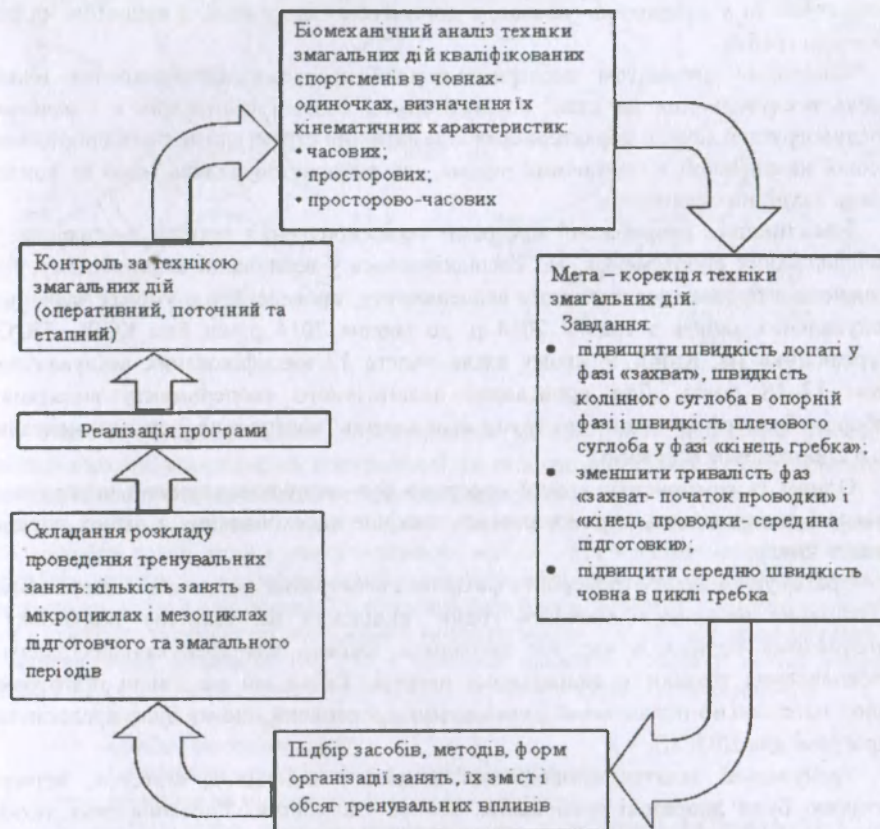 Біомеханічний аналіз техніки
змагальних дій кваліфікованих
спортсменів в човнах-
одиночках, визначення їх
кінематичних характеристик
рухах:
• просторових;
• просторово-часових
Контроль за технікою
змагальних дій
(оперативний, поточний та
етапний)
Мета – корекція техніки
змагальних дій.
Завдання:
• підвищити швидкість лопаті у
фазі «захват», швидкість
колінного суглоба в опорній
фазі і швидкість плечового
суглоба у фазі «кінець гребка»;
• оптимізація реалізації фаз
«захват- початок проводки» і
«кінець проводки-середина
підготовки»;
• підвищити середню швидкість
човна в циклі гребка.
Реалізація програми
Складання розкладу
проведення тренувальних
занять:кількість занять в
мікроциклах і мезоциклах
підготовчого та змагального
періодів
Підбір засобів, методів, форм
організації занять, їх зміст і
обсяг тренувальних впливів